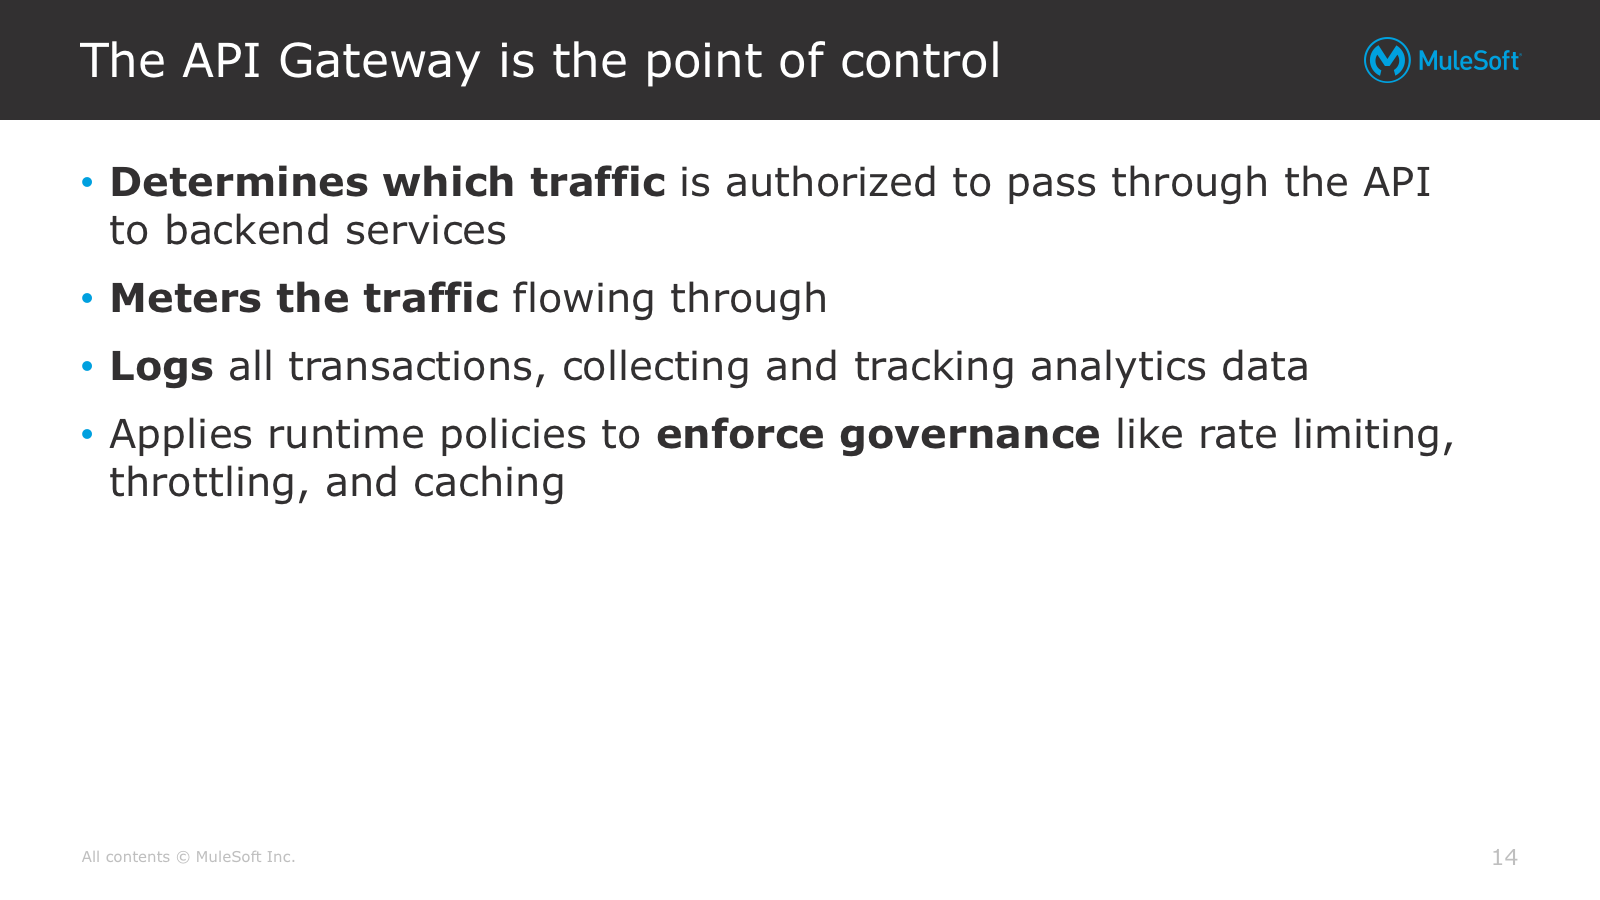 The API Gateway is the point of control
MuleSoft
• Determines which traffic is authorized to pass through the API
to backend services
• Meters the traffic flowing through
• Logs all transactions, collecting and tracking analytics data
• Applies runtime policies to enforce governance like rate limiting,
throttling, and caching
All contents © MuleSoft Inc.
14